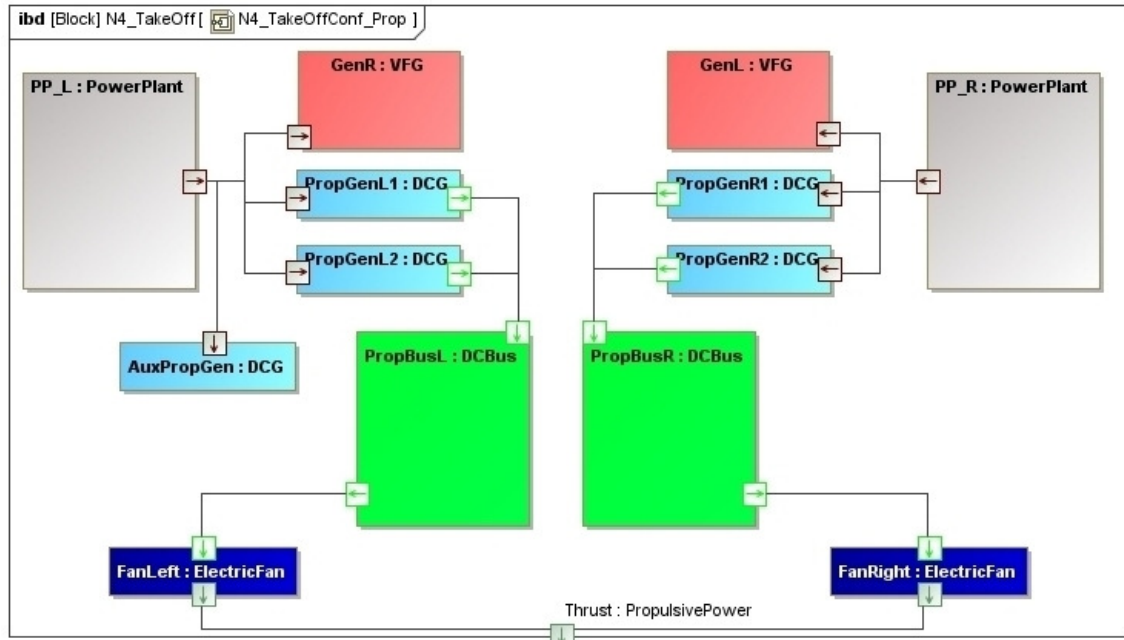 ibd [Block] N4_TakeOff [ N4_TakeOffConf_Prop ]
PP_L : PowerPlant
GenR : VFG
GenL : VFG
PP_R : PowerPlant
PropGenL1 : DCG
PropGenR1 : DCG
PropGenL2 : DCG
PropGenR2 : DCG
AuxPropGen : DCG
PropBusL : DCBus
PropBusR : DCBus
FanLeft : ElectricFan
FanRight : ElectricFan
Thrust : PropulsivePower